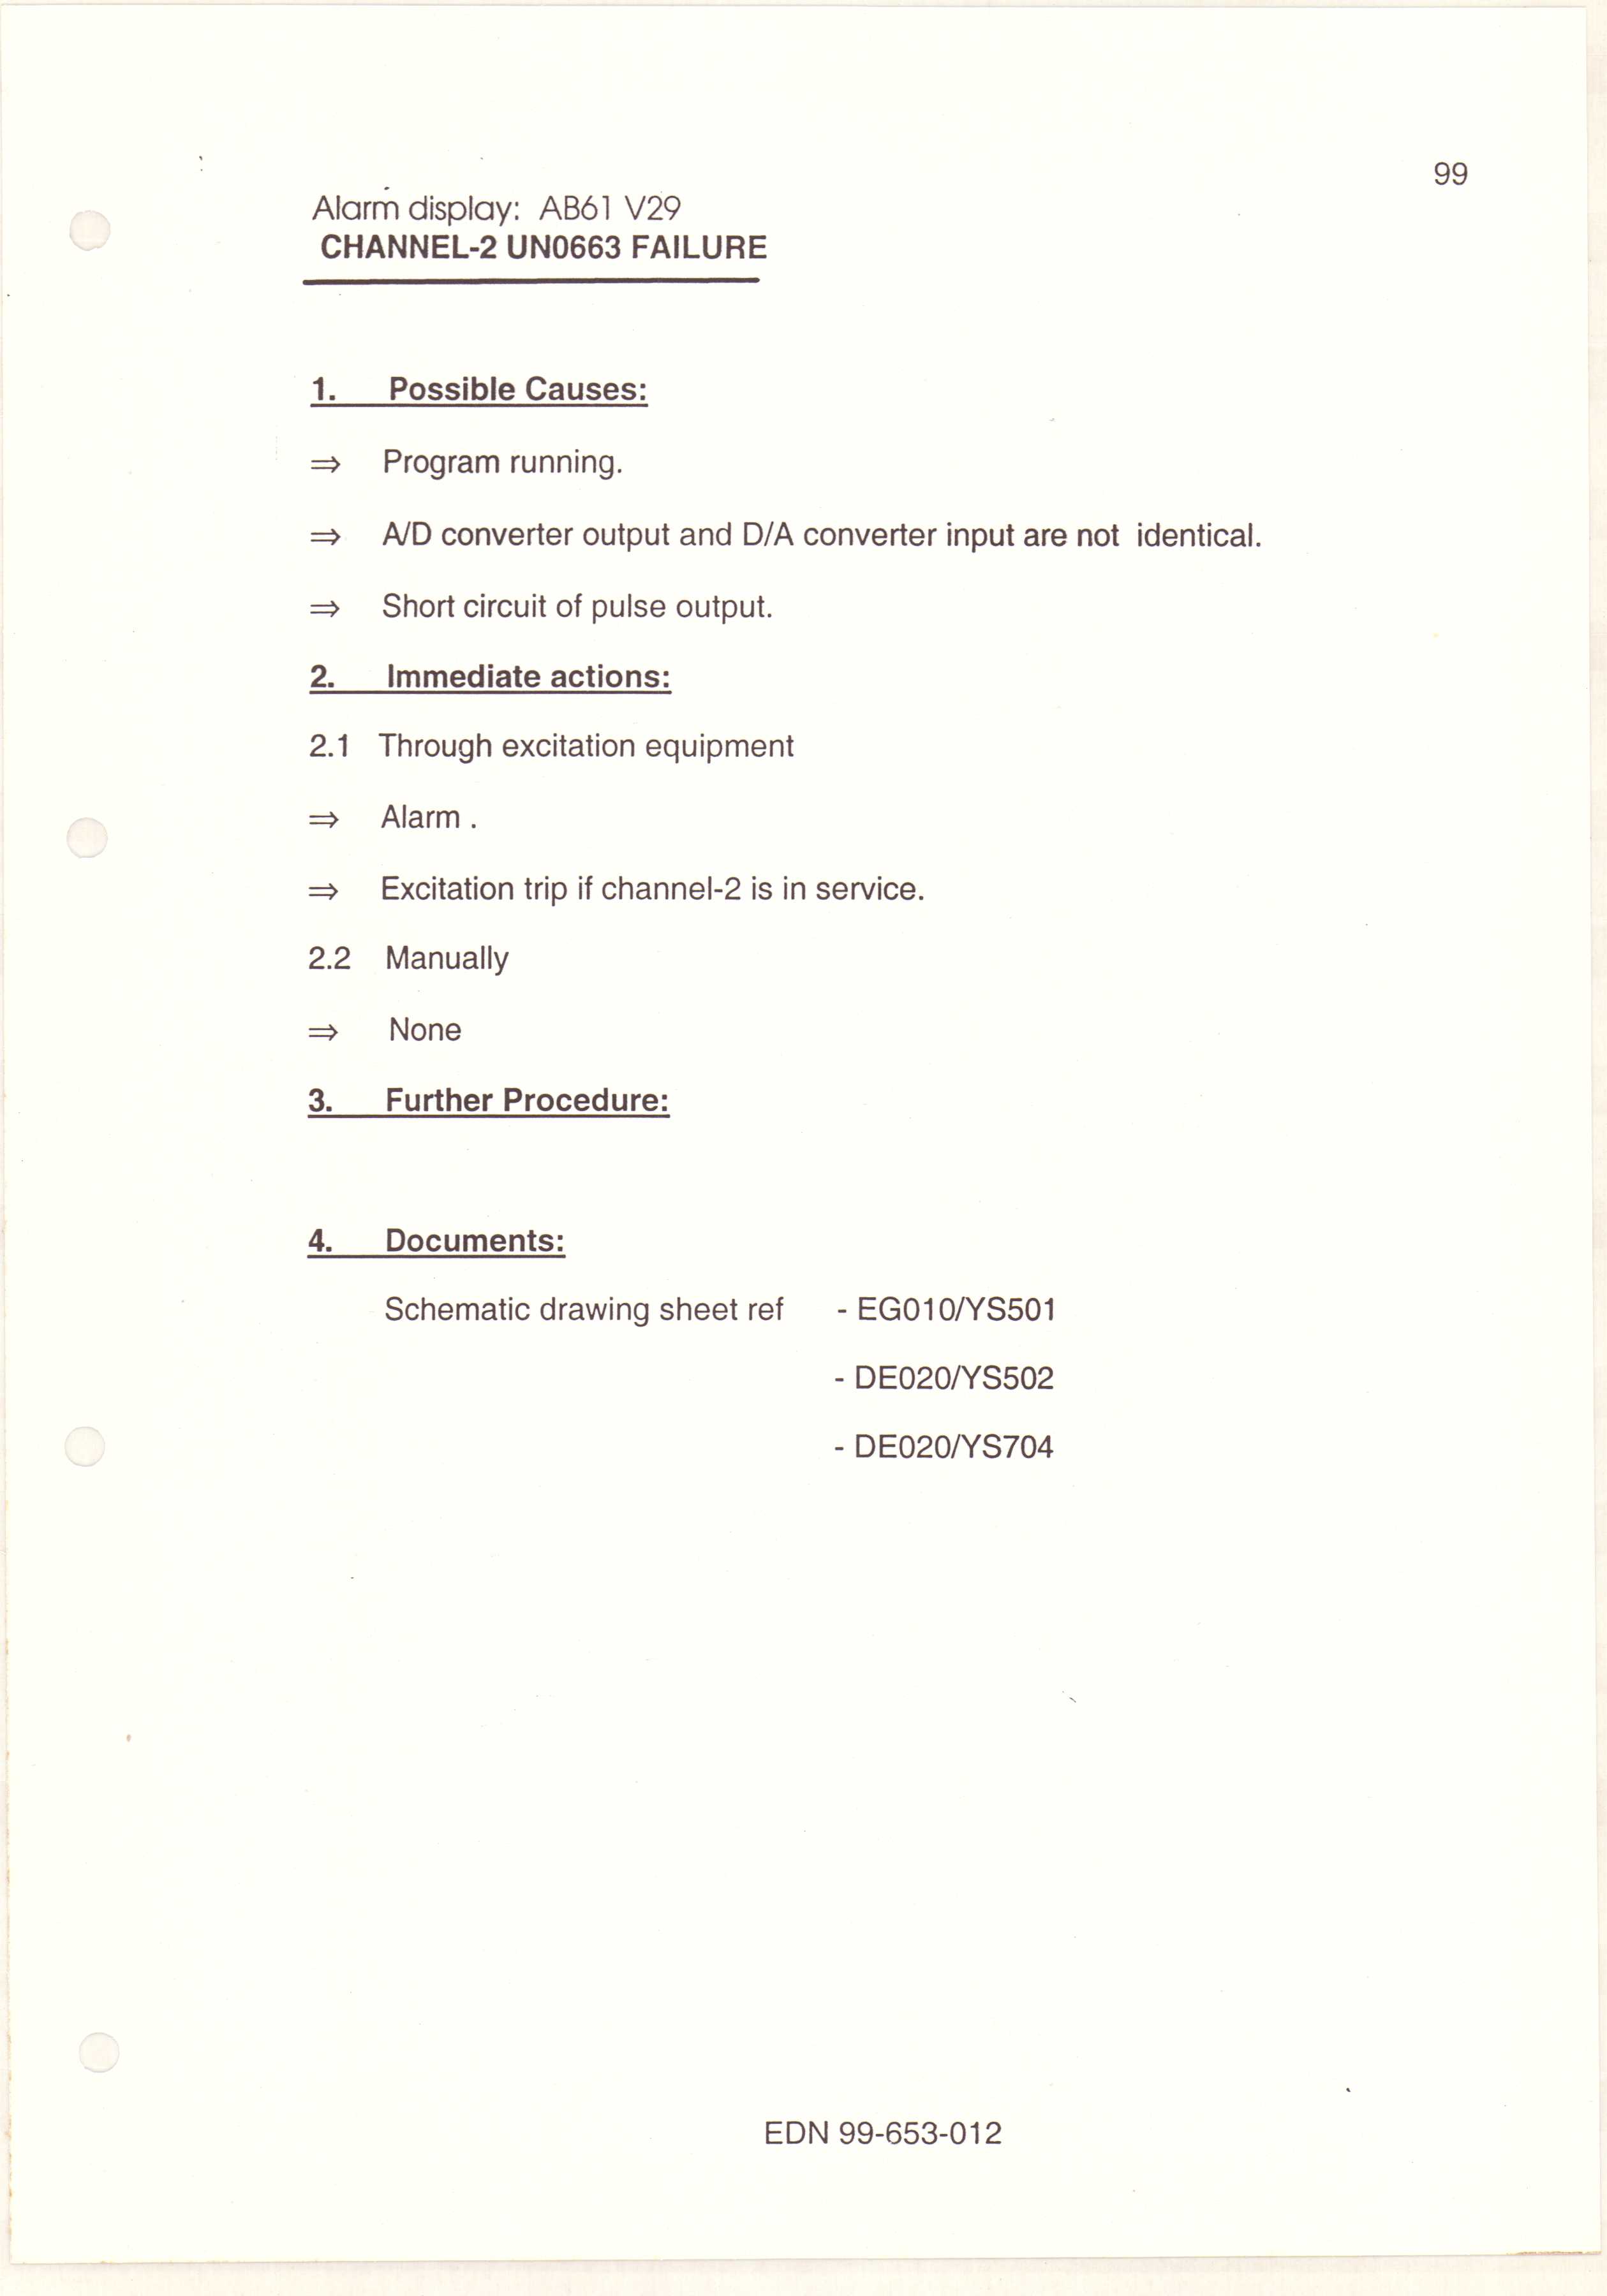 99
Alarm display: AB61 V29
CHANNEL-2 UN0663 FAILURE
1. Possible Causes:
⇒ Program running.
⇒ A/D converter output and D/A converter input are not identical.
⇒ Short circuit of pulse output.
2. Immediate actions:
2.1 Through excitation equipment
⇒ Alarm .
⇒ Excitation trip if channel-2 is in service.
2.2 Manually
⇒ None
3. Further Procedure:
4. Documents:
Schematic drawing sheet ref - EG010/YS501
- DE020/YS502
- DE020/YS704
EDN 99-653-012